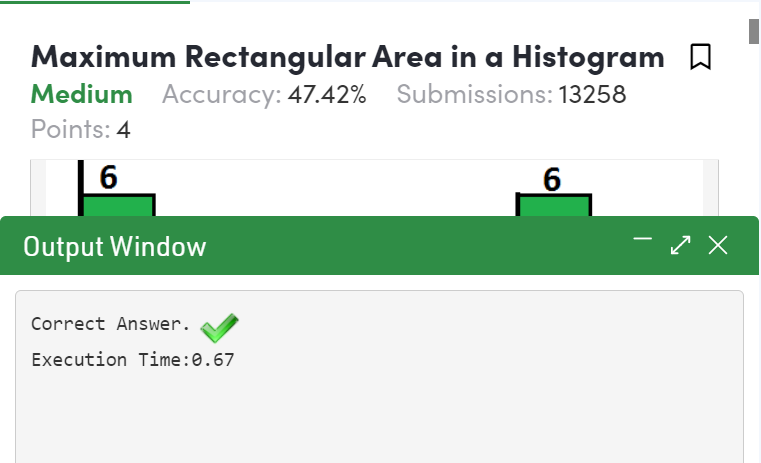 Maximum Rectangular Area in a Histogram
Medium Accuracy: 47.42% Submissions: 13258
Points: 4
6 6
Output Window
Correct Answer.
Execution Time:0.67